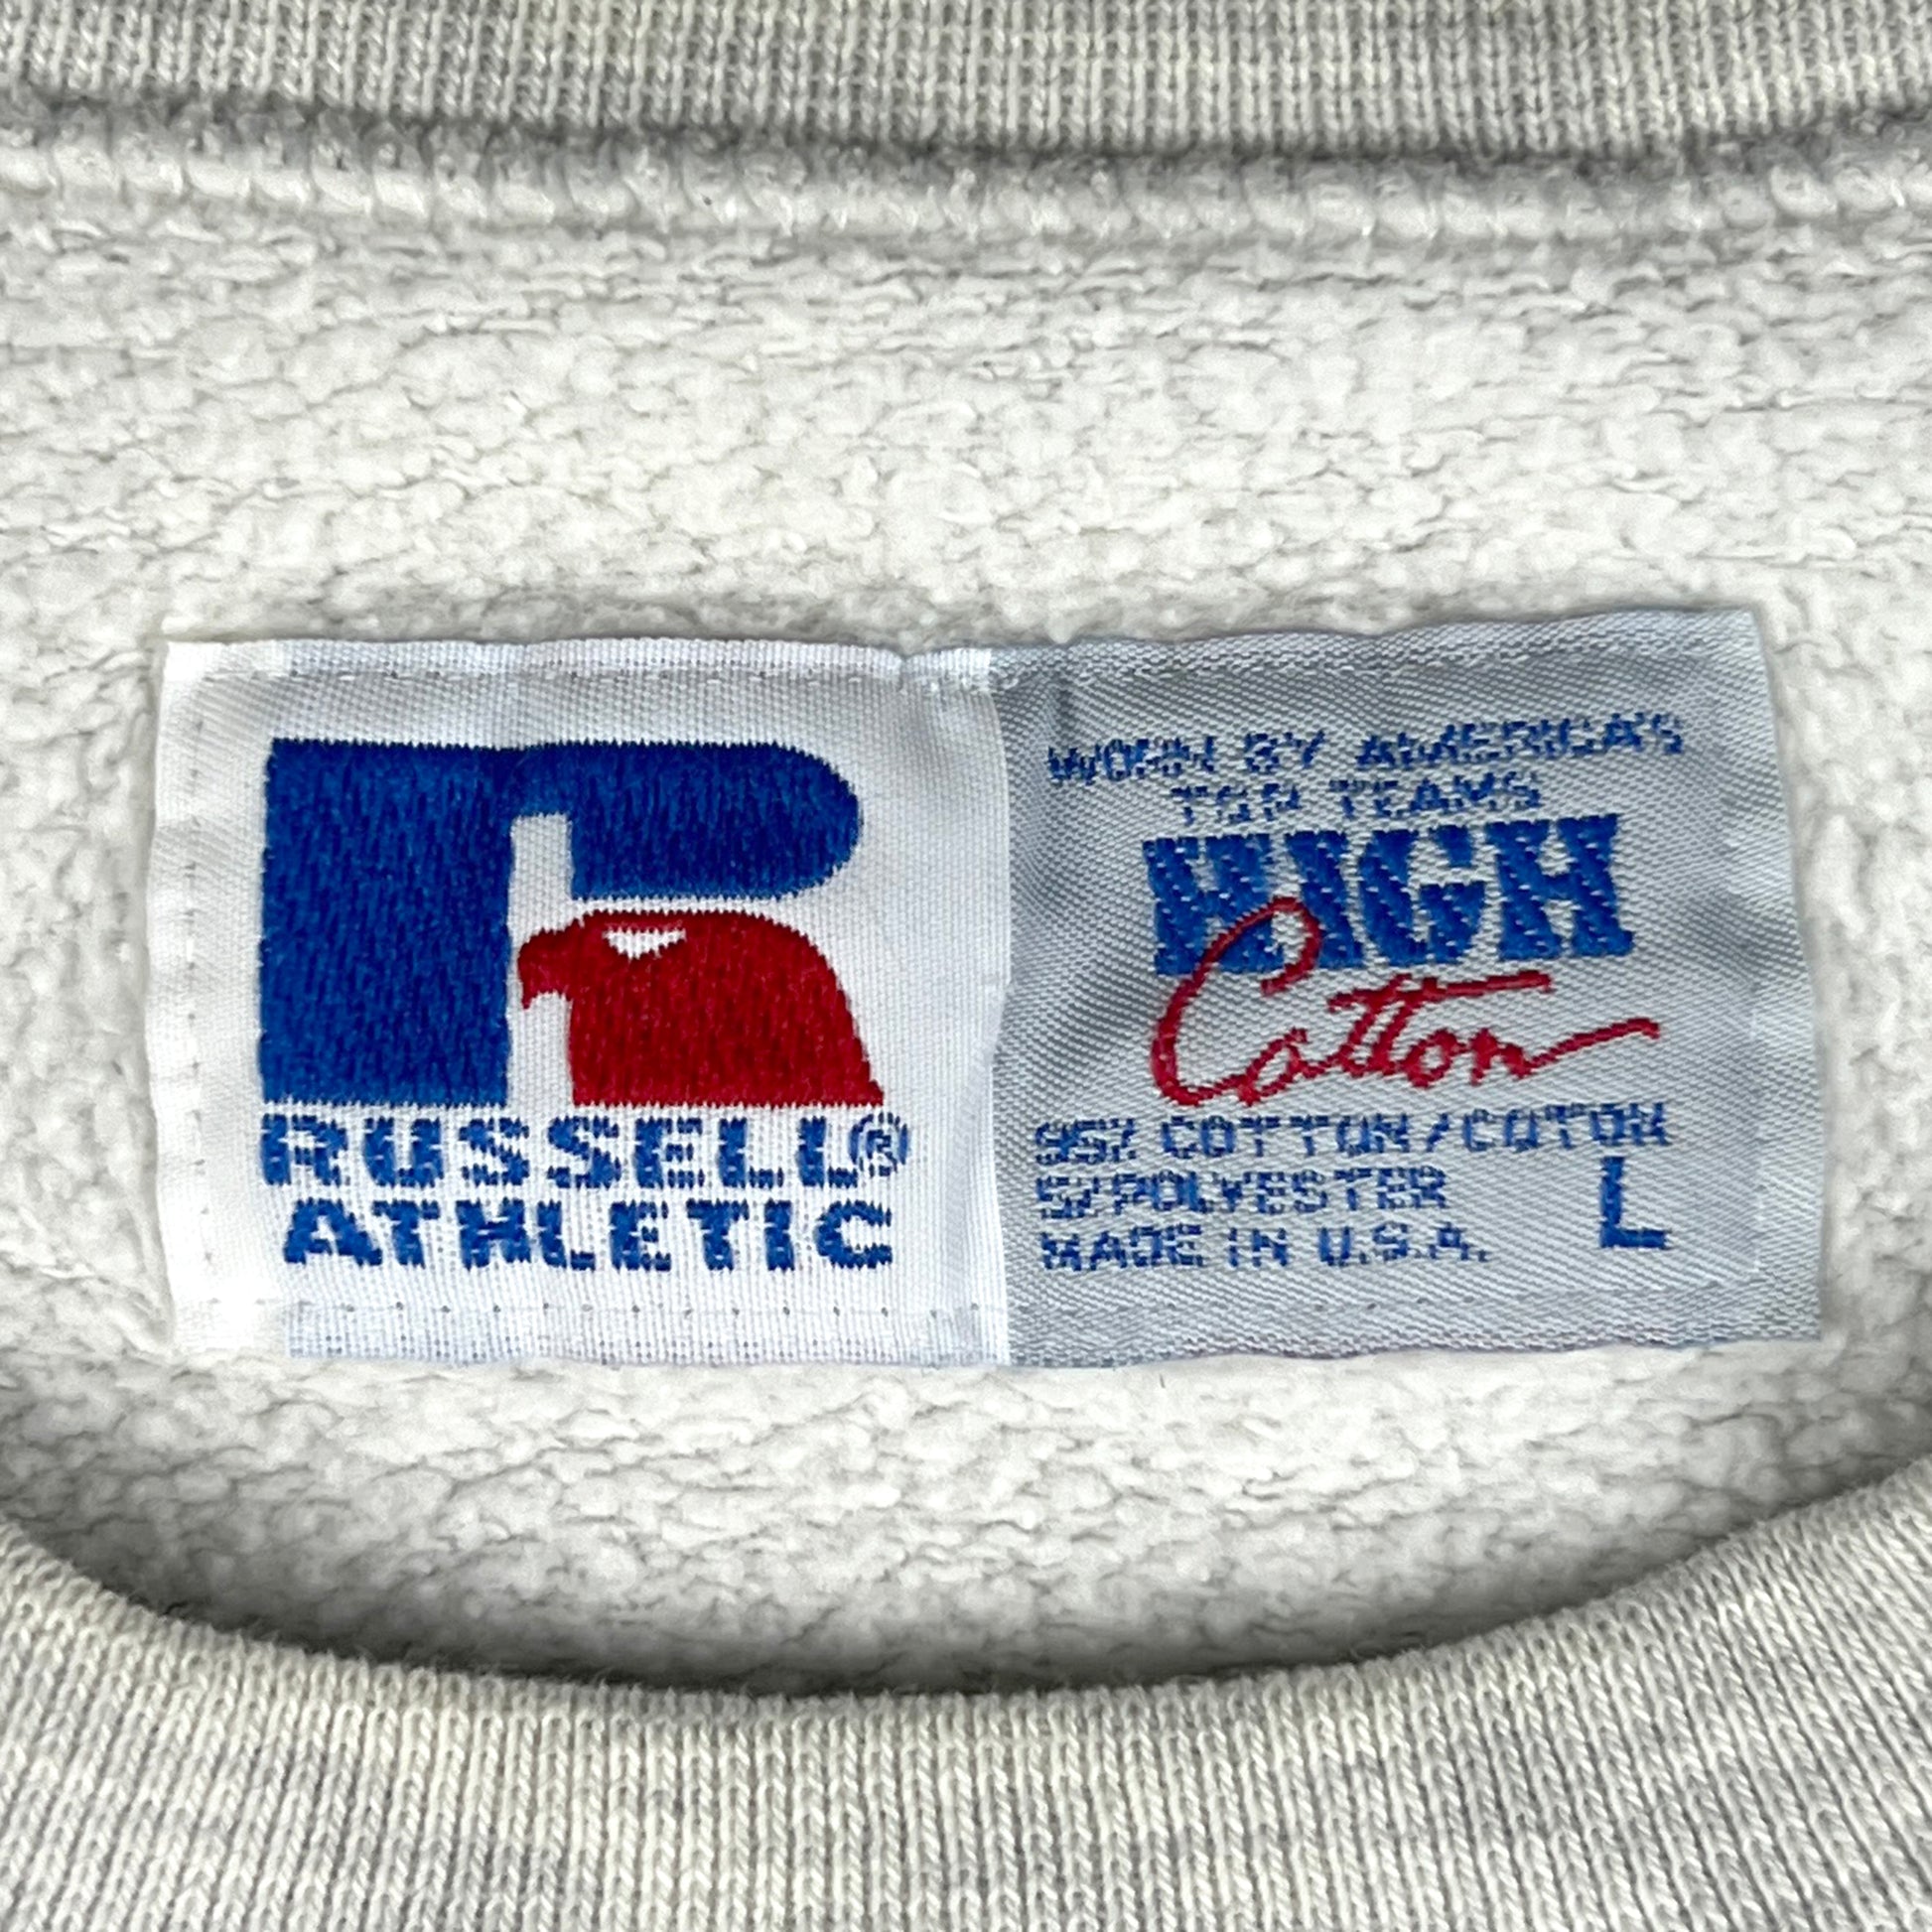 RUSSELL®
ATHLETIC
WORN BY AMERICA'S
TOP TEAMS
HIGH
Cotton
95% COTTON/COTON
5% POLYESTER
MADE IN U.S.A.
L